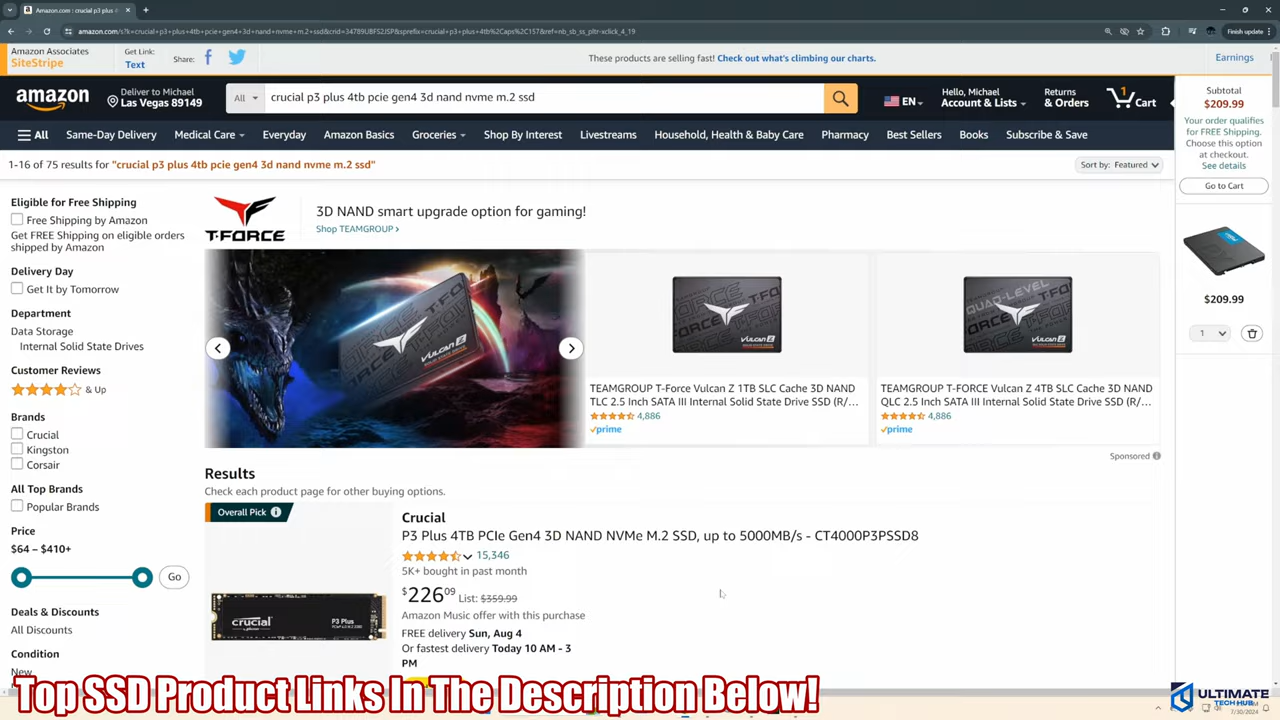 Amazon.com : crucial p3 plus
amazon.com/s?k=crucial+p3+plus+4tb+pcie+gen4+3d+nand+nvme+m.2+ssd&crid=34789UBFS2JSP&sprefix=crucial+p3+plus+4tb%2Caps%2C157&ref=nb_sb_ss_pltr-xclick_4_19
Finish update
Amazon Associates
SiteStripe
Get Link:
Text
Share:
These products are selling fast! Check out what's climbing our charts.
Earnings
amazon
Deliver to Michael
Las Vegas 89149
All
crucial p3 plus 4tb pcie gen4 3d nand nvme m.2 ssd
EN
Hello, Michael
Account & Lists
Returns
& Orders
1
Cart
All
Same-Day Delivery
Medical Care
Everyday
Amazon Basics
Groceries
Shop By Interest
Livestreams
Household, Health & Baby Care
Pharmacy
Best Sellers
Books
Subscribe & Save
Subtotal
$209.99
Your order qualifies
for FREE Shipping.
Choose this option
at checkout.
See details
Go to Cart
$209.99
1
1-16 of 75 results for "crucial p3 plus 4tb pcie gen4 3d nand nvme m.2 ssd"
Sort by: Featured
Eligible for Free Shipping
Free Shipping by Amazon
Get FREE Shipping on eligible orders
shipped by Amazon
Delivery Day
Get It by Tomorrow
Department
Data Storage
Internal Solid State Drives
Customer Reviews
& Up
Brands
Crucial
Kingston
Corsair
All Top Brands
Popular Brands
Price
$64 – $410+
Go
Deals & Discounts
All Discounts
Condition
New
T-FORCE
3D NAND smart upgrade option for gaming!
Shop TEAMGROUP ›
T-FORCE
VULCAN Z
T-FORCE
VULCAN Z
QUAD-LEVEL
T-FORCE
VULCAN Z
TEAMGROUP T-Force Vulcan Z 1TB SLC Cache 3D NAND
TLC 2.5 Inch SATA III Internal Solid State Drive SSD (R/...
4,886
prime
TEAMGROUP T-FORCE Vulcan Z 4TB SLC Cache 3D NAND
QLC 2.5 Inch SATA III Internal Solid State Drive SSD (R/...
4,886
prime
Sponsored
Results
Check each product page for other buying options.
Overall Pick
crucial
P3 Plus
Crucial
P3 Plus 4TB PCIe Gen4 3D NAND NVMe M.2 SSD, up to 5000MB/s - CT4000P3PSSD8
15,346
5K+ bought in past month
$22609 List: $359.99
Amazon Music offer with this purchase
FREE delivery Sun, Aug 4
Or fastest delivery Today 10 AM - 3
PM
Top SSD Product Links In The Description Below!
ULTIMATE
TECH HUB
7/30/2024